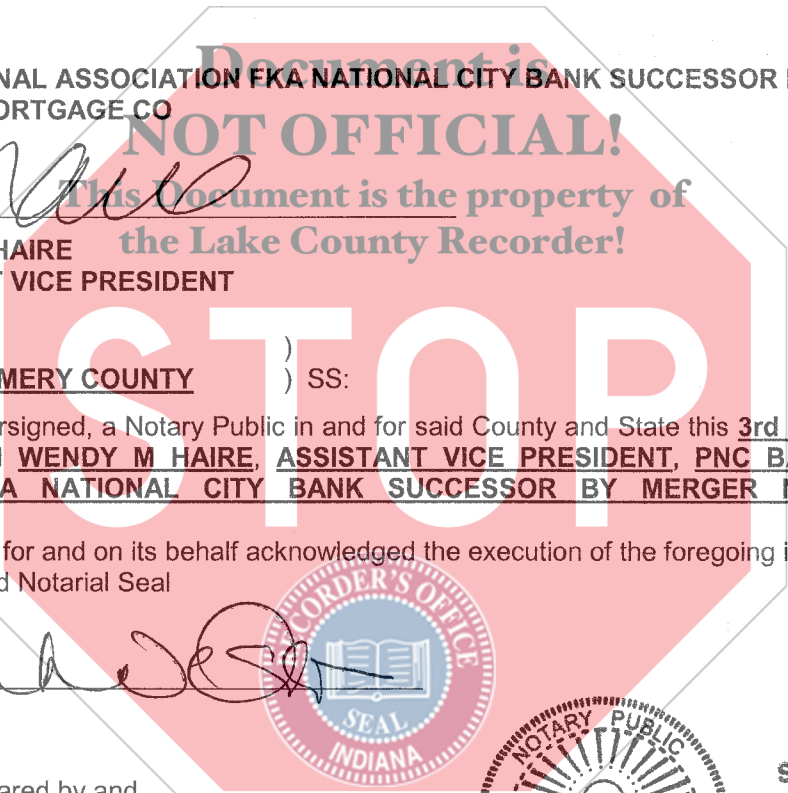 Document is
NAL ASSOCIATION FKA NATIONAL CITY BANK SUCCESSOR
ORTGAGE CO
NOT OFFICIAL!
This Document is the property of
the Lake County Recorder!
HAIRE
VICE PRESIDENT
STOP
)
MERY COUNTY ) SS:
rsigned, a Notary Public in and for said County and State this 3rd
WENDY M HAIRE, ASSISTANT VICE PRESIDENT, PNC BA
A NATIONAL CITY BANK SUCCESSOR BY MERGER
for and on its behalf acknowledged the execution of the foregoing i
d Notarial Seal
RECORDER'S OFFICE
SEAL
INDIANA
NOTARY PUBLIC
ared by and